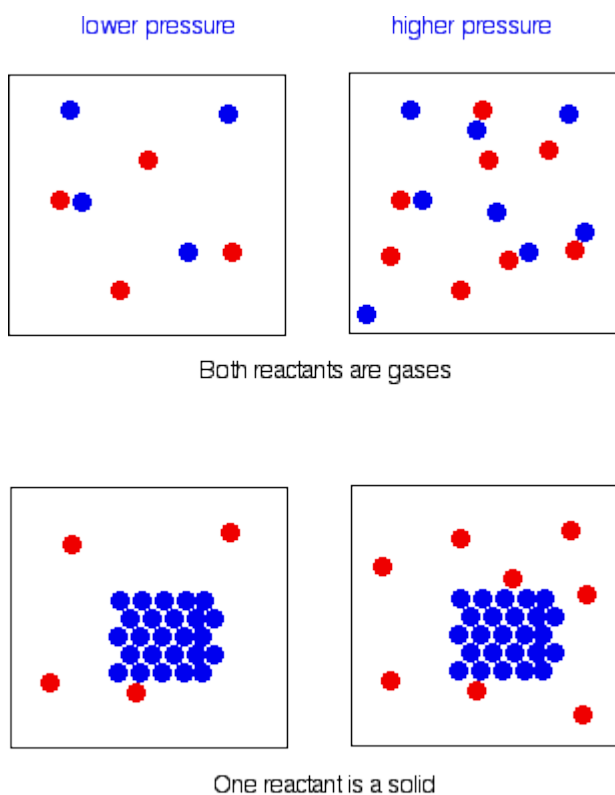 lower pressure
higher pressure
Both reactants are gases
One reactant is a solid